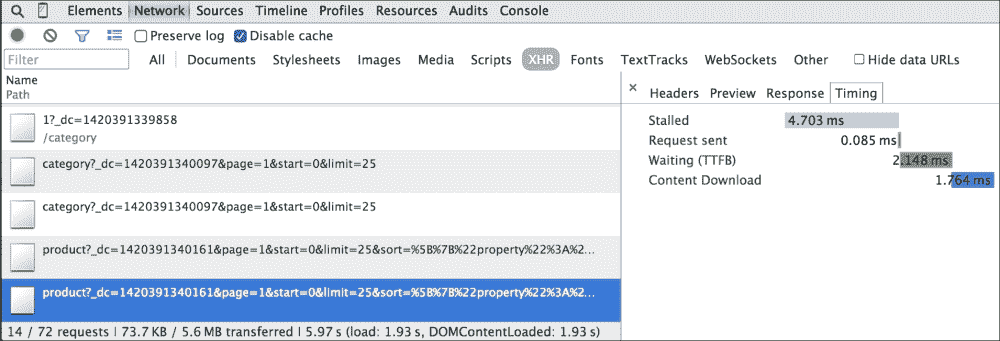 Elements Network Sources Timeline Profiles Resources Audits Console
Preserve log Disable cache
Filter All Documents Stylesheets Images Media Scripts XHR Fonts TextTracks WebSockets Other Hide data URLs
Name
Path
1?_dc=1420391339858
/category
category?_dc=1420391340097&page=1&start=0&limit=25
category?_dc=1420391340097&page=1&start=0&limit=25
product?_dc=1420391340161&page=1&start=0&limit=25&sort=%5B%7B%22property%22%3A%2...
product?_dc=1420391340161&page=1&start=0&limit=25&sort=%5B%7B%22property%22%3A%2...
14 / 72 requests | 73.7 KB / 5.6 MB transferred | 5.97 s (load: 1.93 s, DOMContentLoaded: 1.93 s)
× Headers Preview Response Timing
Stalled 4.703 ms
Request sent 0.085 ms
Waiting (TTFB) 2.148 ms
Content Download 1.764 ms